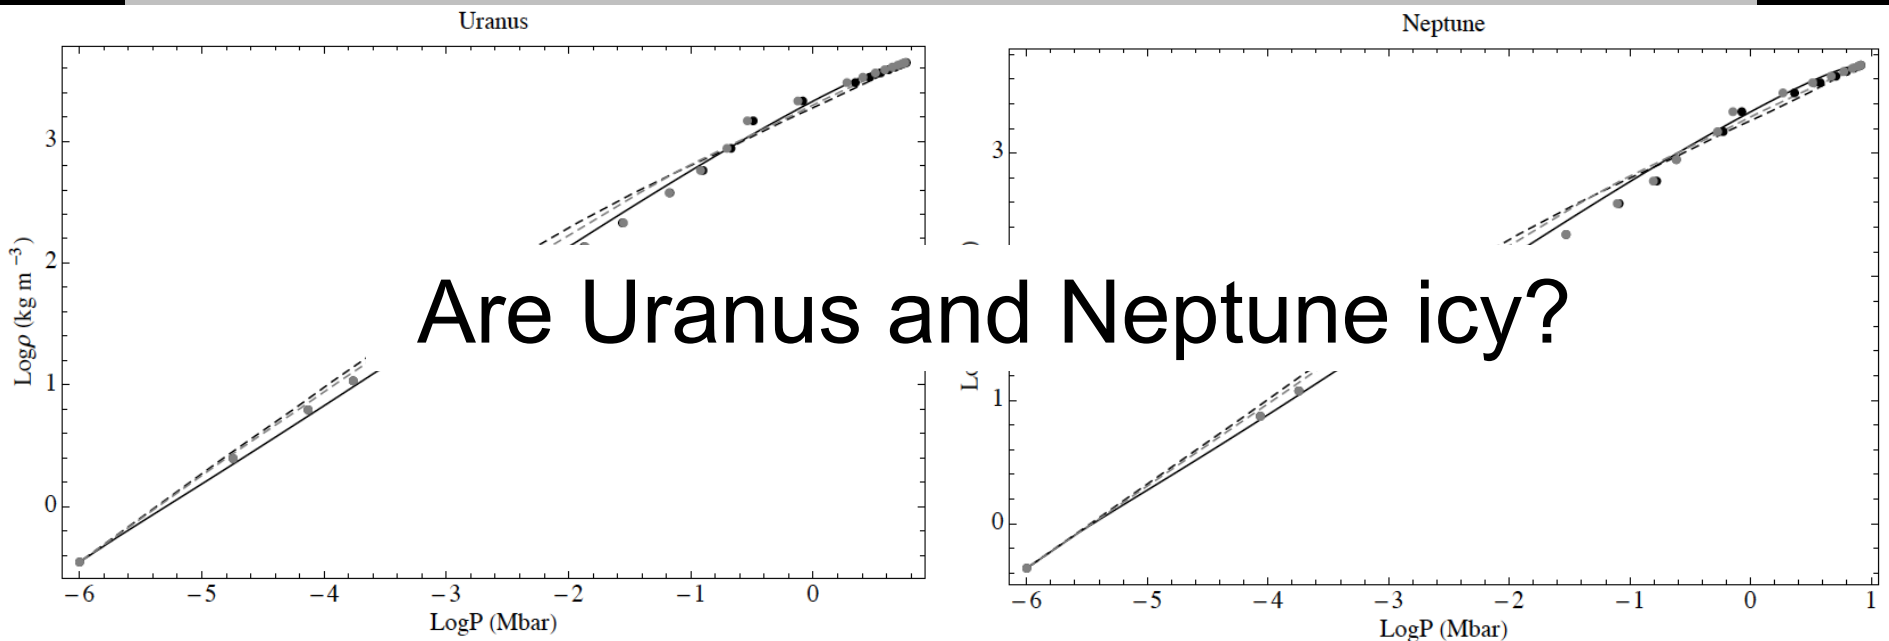 Uranus
Neptune
3
2
1
0
Logρ (kg m⁻³)
−6 −5 −4 −3 −2 −1 0
LogP (Mbar)
Are Uranus and Neptune icy?
3
1
0
−6 −5 −4 −3 −2 −1 0 1
LogP (Mbar)